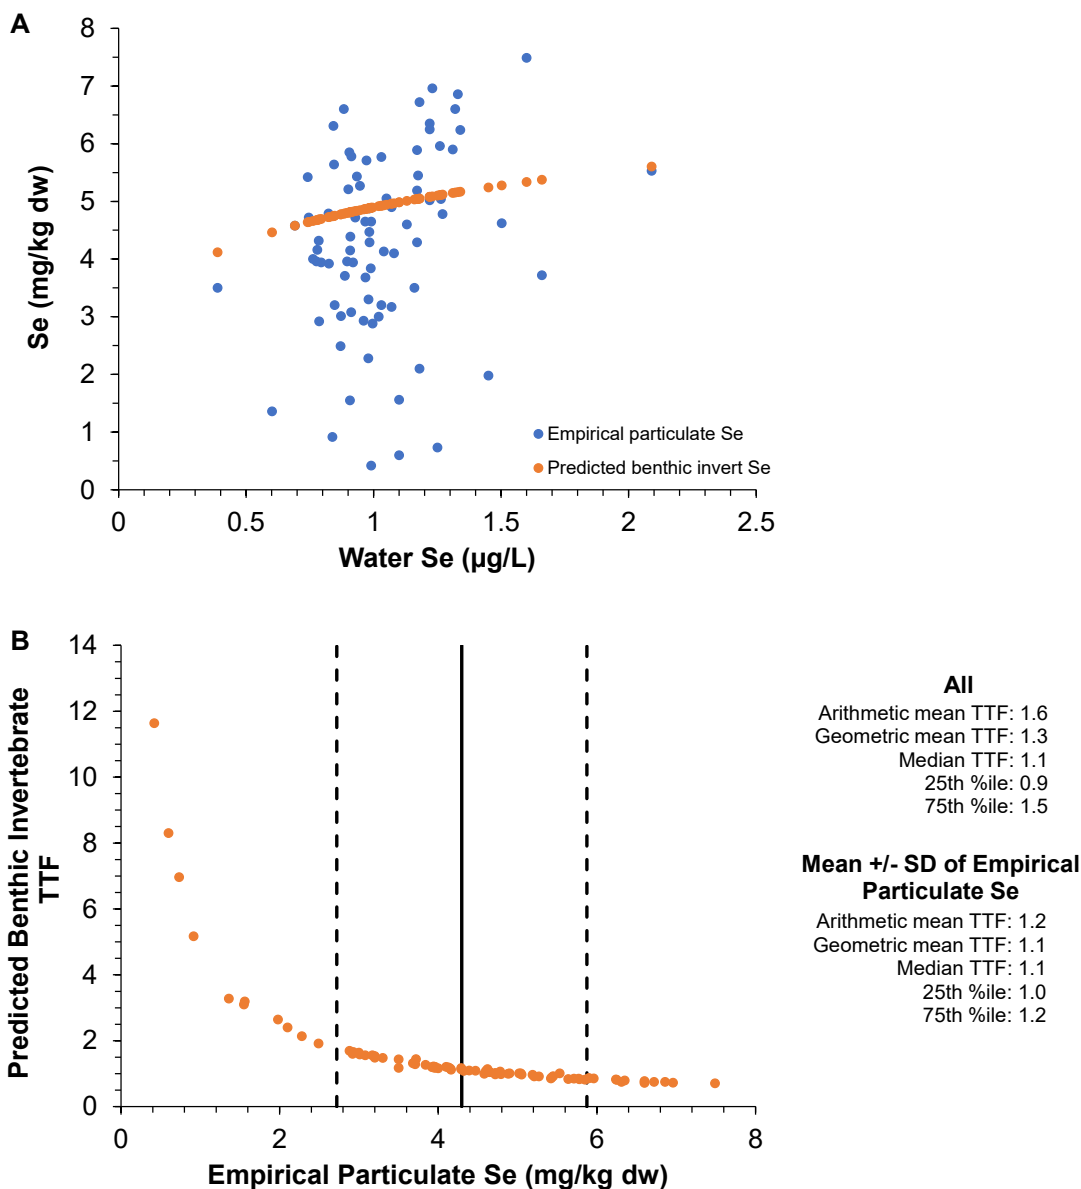 A
8
7
6
5
4
3
2
1
0
Se (mg/kg dw)
Empirical particulate Se
Predicted benthic invert Se
0
0.5
1
1.5
2
2.5
Water Se (µg/L)
B
14
12
10
8
6
4
2
0
Predicted Benthic Invertebrate
TTF
0
2
4
6
8
Empirical Particulate Se (mg/kg dw)
All
Arithmetic mean TTF: 1.6
Geometric mean TTF: 1.3
Median TTF: 1.1
25th %ile: 0.9
75th %ile: 1.5
Mean +/- SD of Empirical
Particulate Se
Arithmetic mean TTF: 1.2
Geometric mean TTF: 1.1
Median TTF: 1.1
25th %ile: 1.0
75th %ile: 1.2